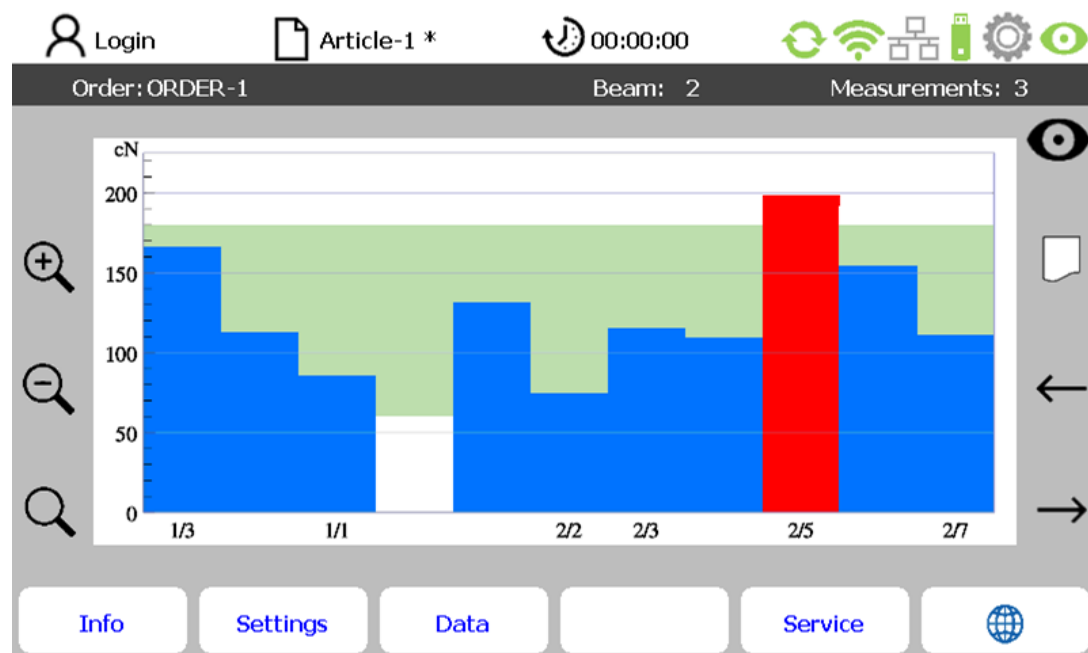 Login Article-1 * 00:00:00
Order: ORDER-1 Beam: 2 Measurements: 3
cN
200
150
100
50
0
1/3 1/1 2/2 2/3 2/5 2/7
Info Settings Data Service